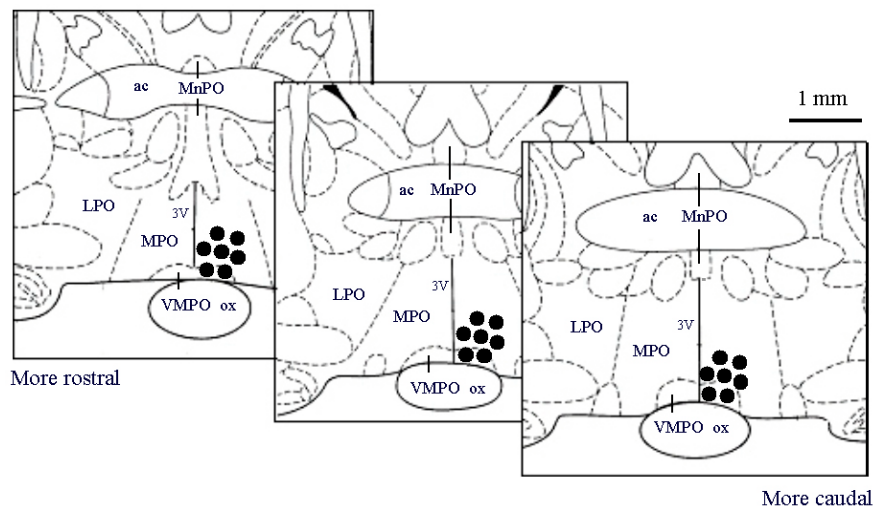 ac MnPO
LPO
3V
MPO
VMPO ox
More rostral
ac MnPO
3V
LPO
MPO
VMPO ox
1 mm
ac MnPO
LPO
3V
MPO
VMPO ox
More caudal